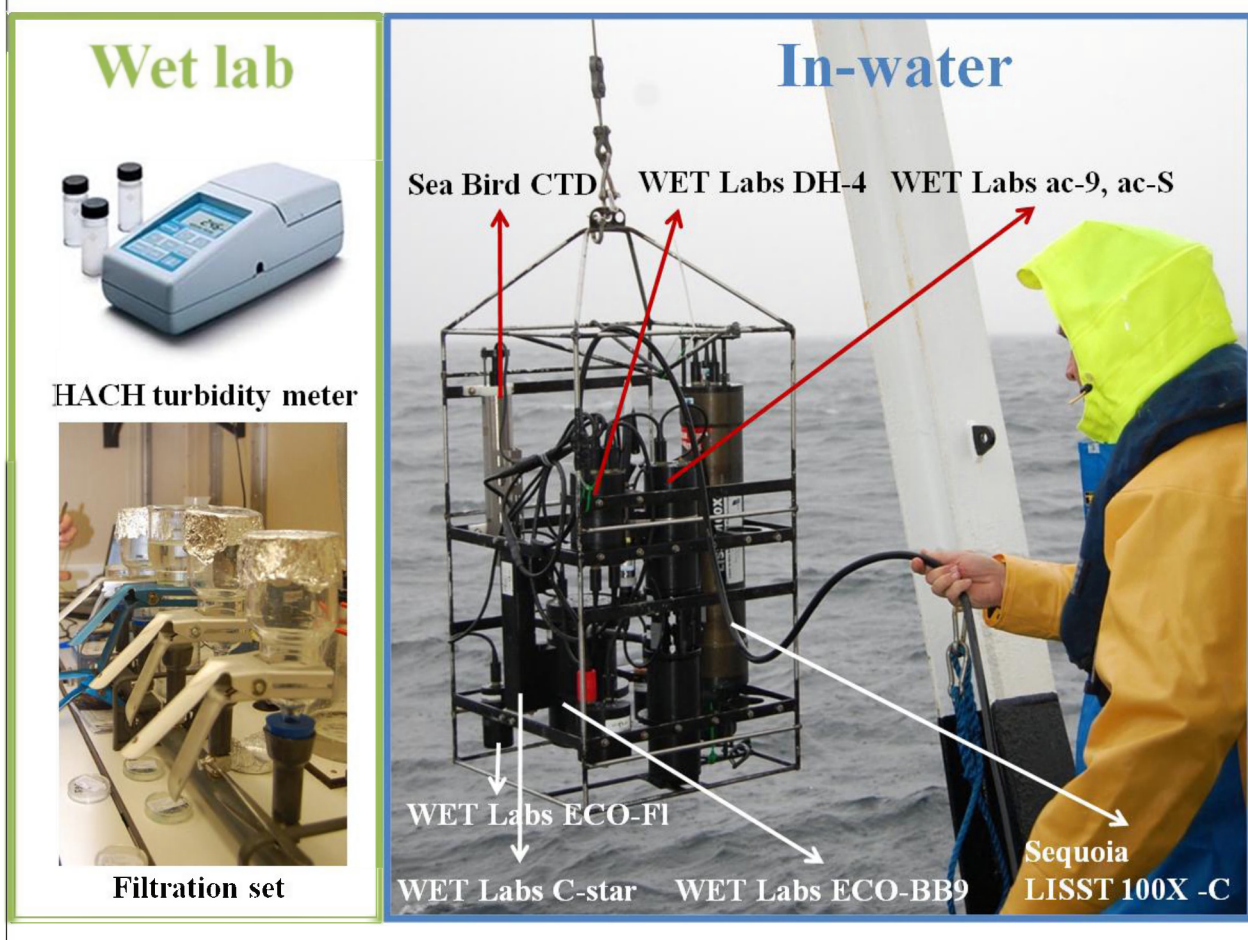 Wet lab
HACH turbidity meter
Filtration set
In-water
Sea Bird CTD
WET Labs DH-4
WET Labs ac-9, ac-S
WET Labs ECO-Fl
WET Labs C-star
WET Labs ECO-BB9
Sequoia
LISST 100X -C